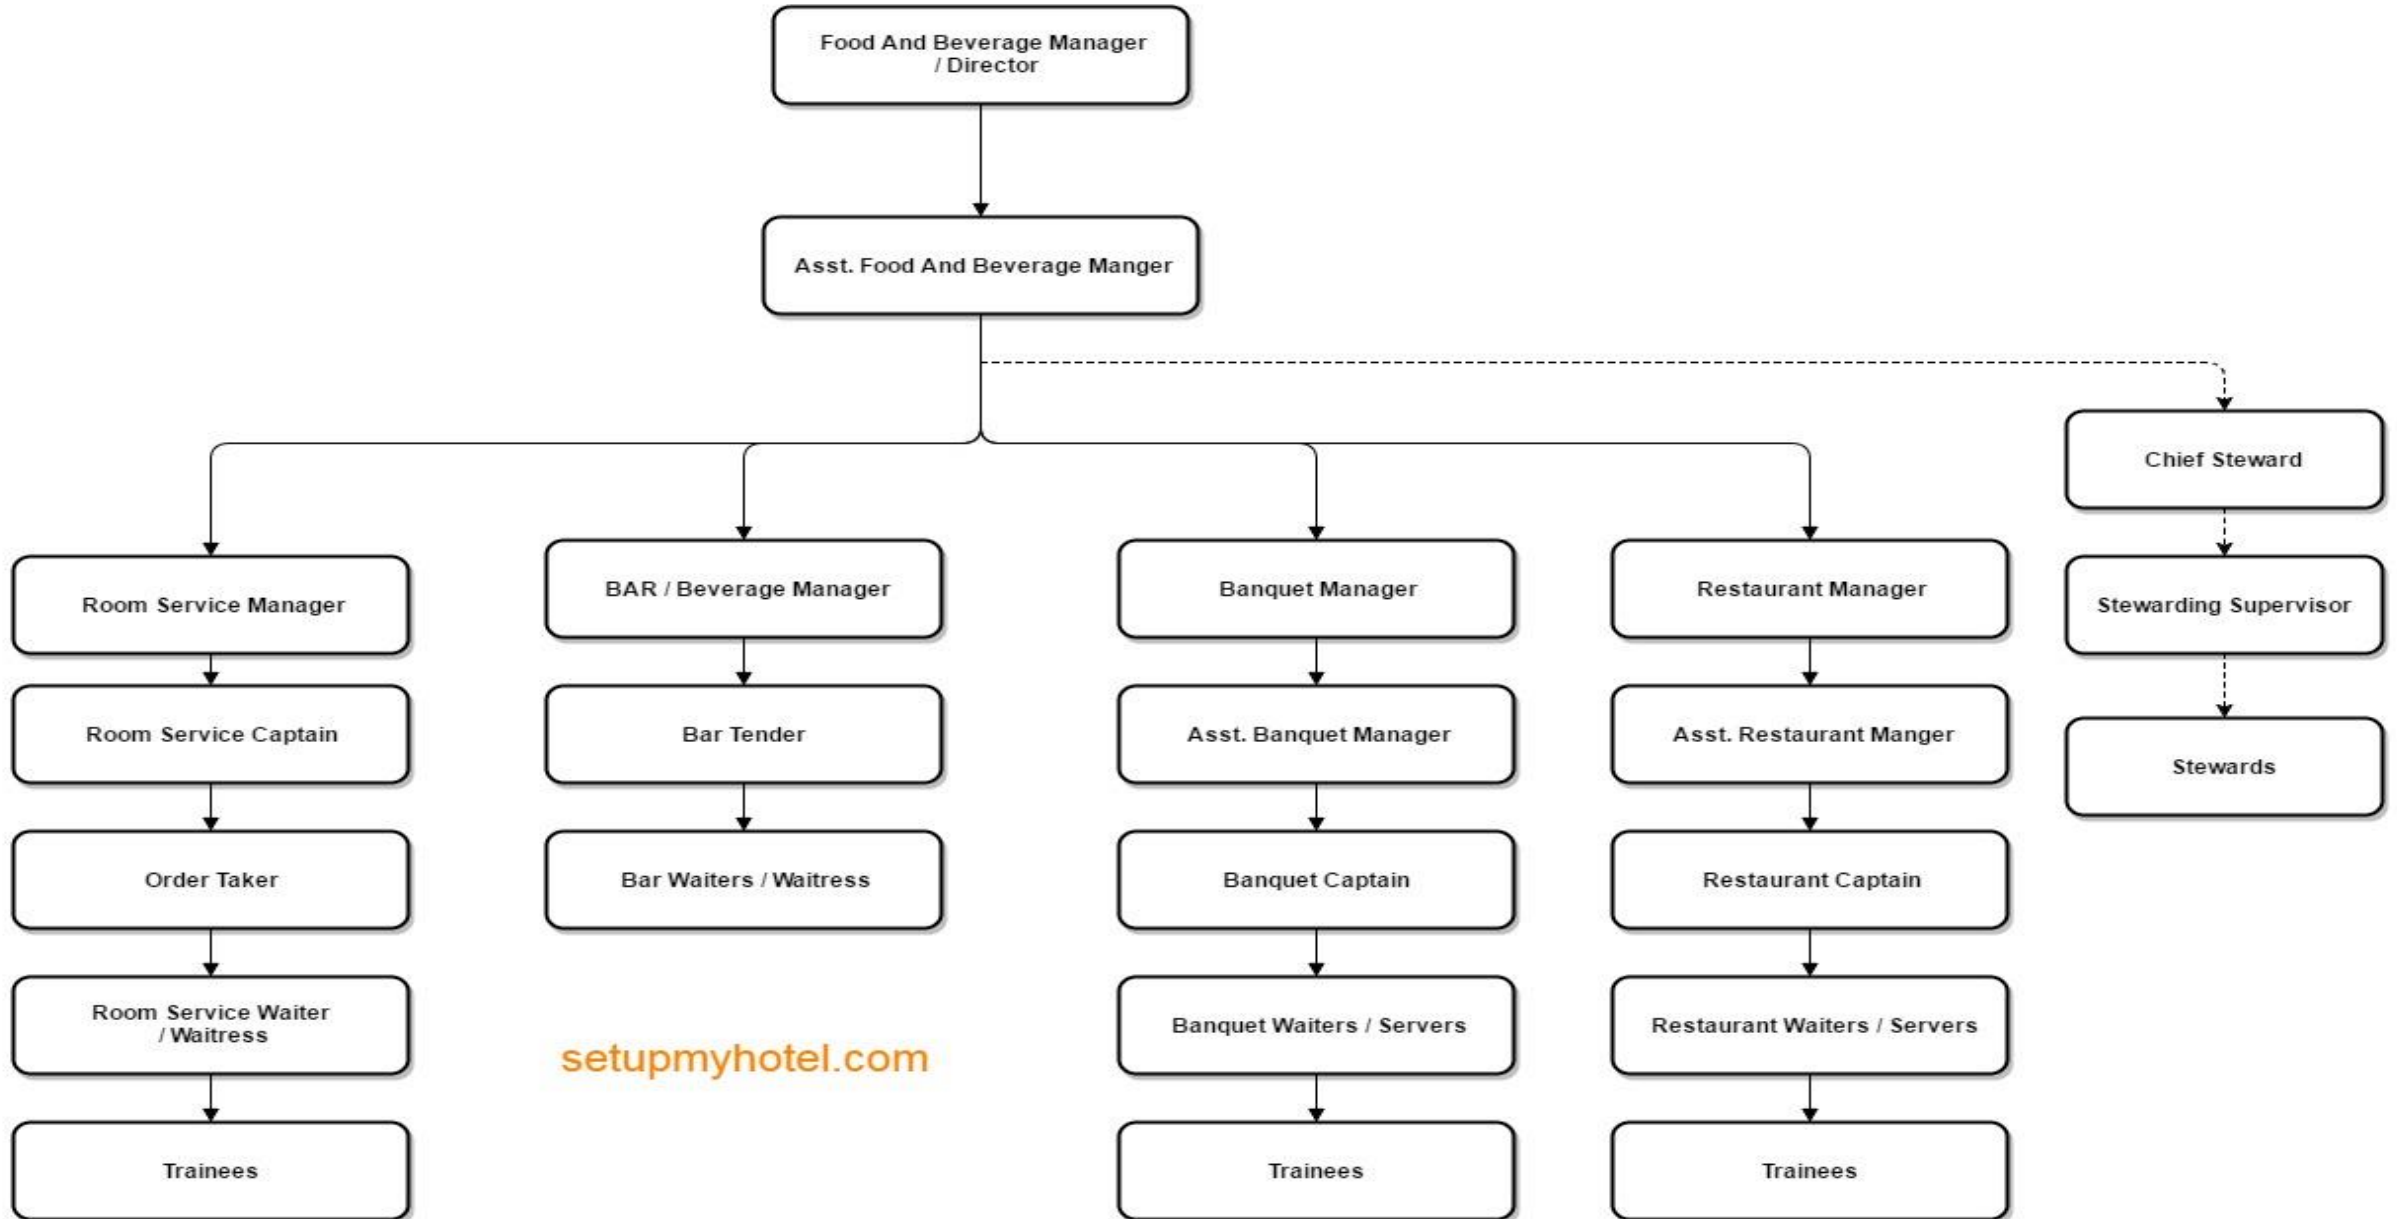 Food And Beverage Manager
/ Director
Asst. Food And Beverage Manger
Chief Steward
Room Service Manager
BAR / Beverage Manager
Banquet Manager
Restaurant Manager
Stewarding Supervisor
Room Service Captain
Bar Tender
Asst. Banquet Manager
Asst. Restaurant Manger
Stewards
Order Taker
Bar Waiters / Waitress
Banquet Captain
Restaurant Captain
Room Service Waiter
/ Waitress
Banquet Waiters / Servers
Restaurant Waiters / Servers
setupmyhotel.com
Trainees
Trainees
Trainees